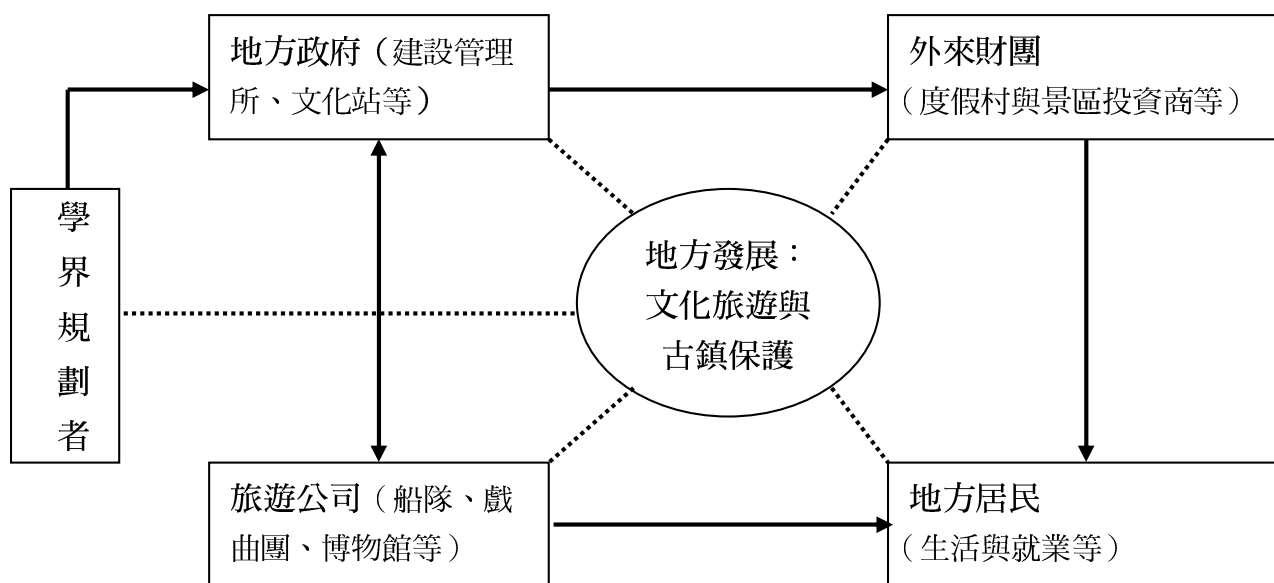 地方政府（建設管理
所、文化站等）
外來財團
（度假村與景區投資商等）
學
界
規
劃
者
地方發展：
文化旅遊與
古鎮保護
旅遊公司（船隊、戲
曲團、博物館等）
地方居民
（生活與就業等）